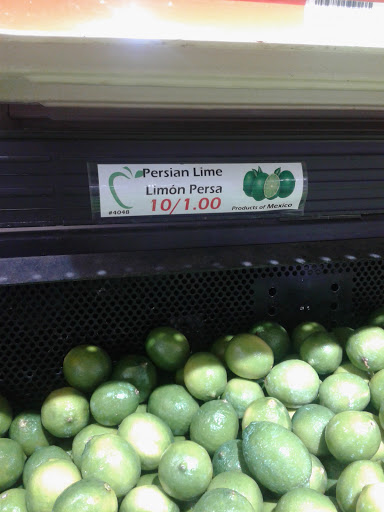 Persian Lime
Limón Persa
10/1.00
#4048
Products of Mexico